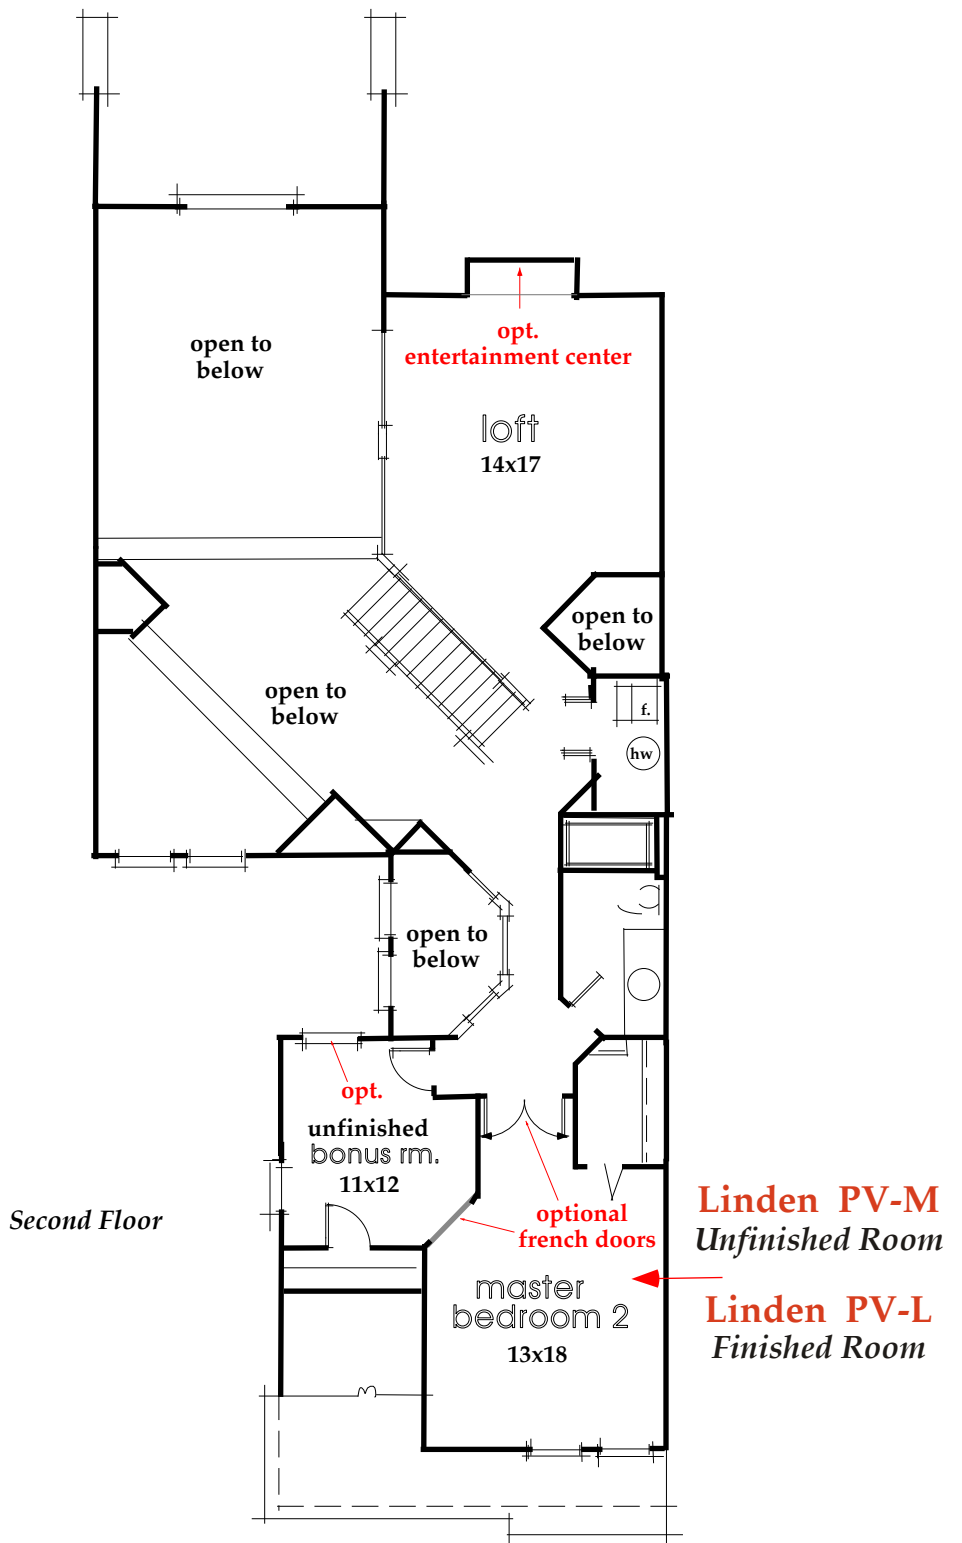 open to
below
opt.
entertainment center
loft
14x17
open to
below
open to
below
f.
hw
open to
below
opt.
unfinished
bonus rm.
11x12
Second Floor
optional
french doors
Linden PV-M
Unfinished Room
master
bedroom 2
13x18
Linden PV-L
Finished Room